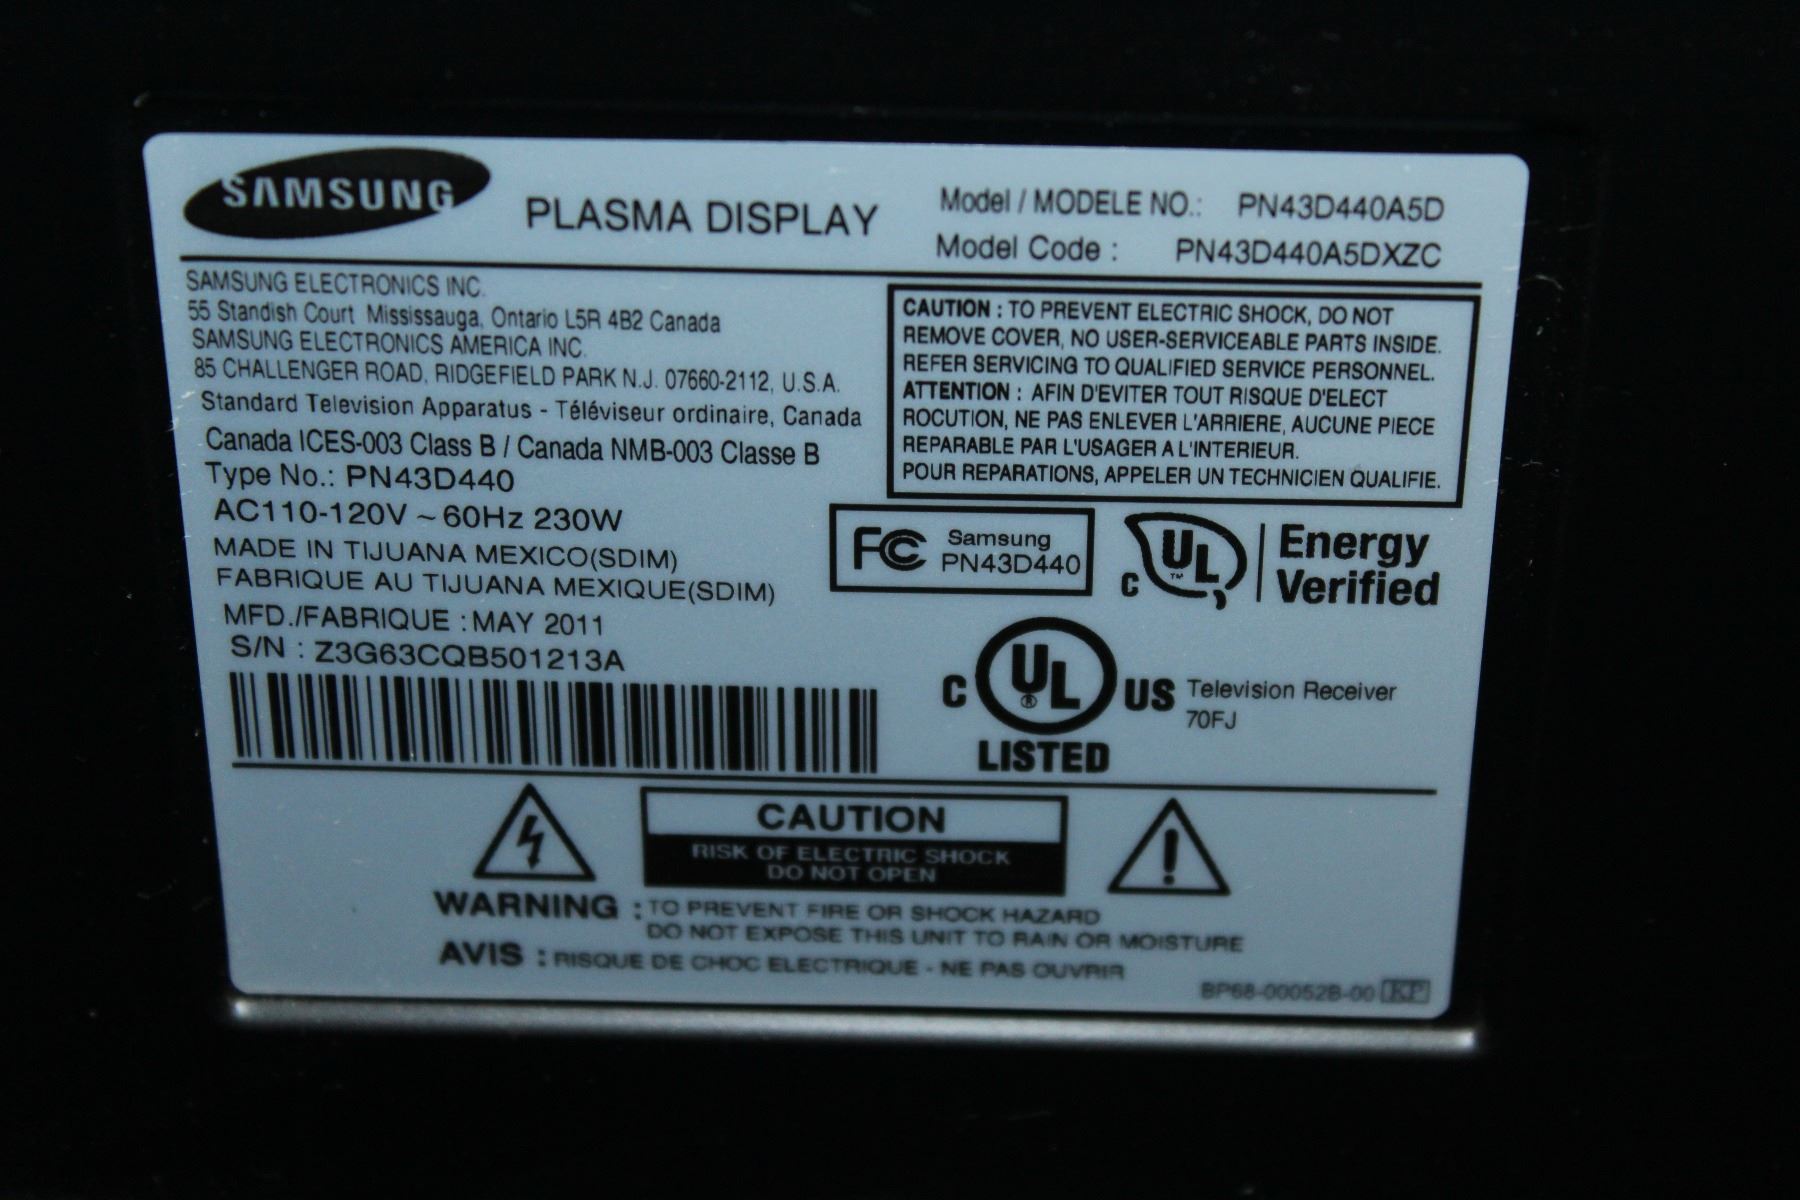 SAMSUNG
PLASMA DISPLAY
Model / MODELE NO.: PN43D440A5D
Model Code : PN43D440A5DXZC
SAMSUNG ELECTRONICS INC.
55 Standish Court Mississauga, Ontario L5R 4B2 Canada
SAMSUNG ELECTRONICS AMERICA INC.
85 CHALLENGER ROAD, RIDGEFIELD PARK N.J. 07660-2112, U.S.A.
Standard Television Apparatus - Téléviseur ordinaire, Canada
Canada ICES-003 Class B / Canada NMB-003 Classe B
Type No.: PN43D440
AC110-120V ~ 60Hz 230W
MADE IN TIJUANA MEXICO(SDIM)
FABRIQUE AU TIJUANA MEXIQUE(SDIM)
MFD./FABRIQUE : MAY 2011
S/N : Z3G63CQB501213A
CAUTION : TO PREVENT ELECTRIC SHOCK, DO NOT
REMOVE COVER, NO USER-SERVICEABLE PARTS INSIDE.
REFER SERVICING TO QUALIFIED SERVICE PERSONNEL.
ATTENTION : AFIN D'EVITER TOUT RISQUE D'ELECT
ROCUTION, NE PAS ENLEVER L'ARRIERE, AUCUNE PIECE
REPARABLE PAR L'USAGER A L'INTERIEUR.
POUR REPARATIONS, APPELER UN TECHNICIEN QUALIFIE.
FC Samsung
PN43D440
C UL ™
Energy
Verified
C UL ® US
LISTED
Television Receiver
70FJ
CAUTION
RISK OF ELECTRIC SHOCK
DO NOT OPEN
WARNING : TO PREVENT FIRE OR SHOCK HAZARD
DO NOT EXPOSE THIS UNIT TO RAIN OR MOISTURE
AVIS : RISQUE DE CHOC ELECTRIQUE - NE PAS OUVRIR
BP68-00052B-00 KP